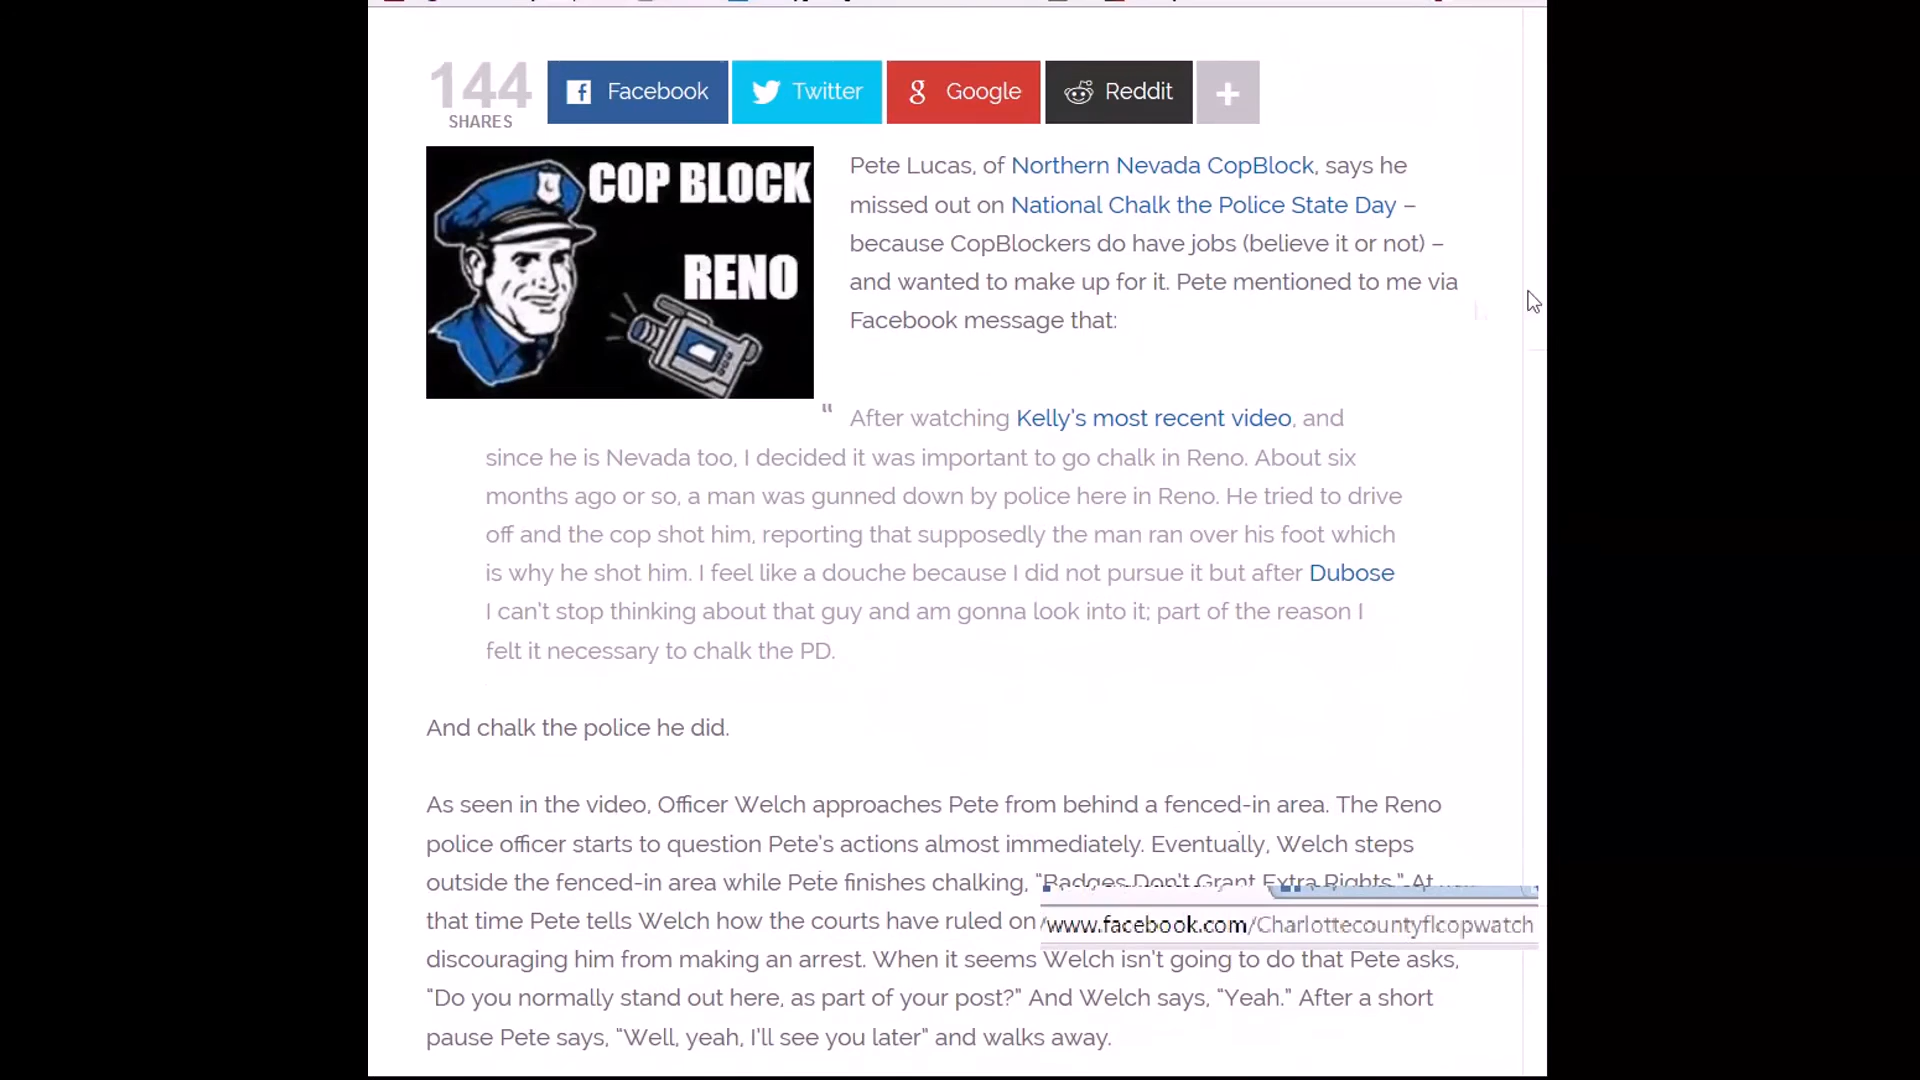 144
SHARES
Facebook
Twitter
Google
Reddit
+
COP BLOCK
RENO
Pete Lucas, of Northern Nevada CopBlock, says he
missed out on National Chalk the Police State Day –
because CopBlockers do have jobs (believe it or not) –
and wanted to make up for it. Pete mentioned to me via
Facebook message that:
“ After watching Kelly’s most recent video, and
since he is Nevada too, I decided it was important to go chalk in Reno. About six
months ago or so, a man was gunned down by police here in Reno. He tried to drive
off and the cop shot him, reporting that supposedly the man ran over his foot which
is why he shot him. I feel like a douche because I did not pursue it but after Dubose
I can’t stop thinking about that guy and am gonna look into it; part of the reason I
felt it necessary to chalk the PD.
And chalk the police he did.
As seen in the video, Officer Welch approaches Pete from behind a fenced-in area. The Reno
police officer starts to question Pete’s actions almost immediately. Eventually, Welch steps
outside the fenced-in area while Pete finishes chalking, “Badges Don’t Grant Extra Rights.” At
that time Pete tells Welch how the courts have ruled on
www.facebook.com/Charlottecountyflcopwatch
discouraging him from making an arrest. When it seems Welch isn’t going to do that Pete asks,
“Do you normally stand out here, as part of your post?” And Welch says, “Yeah.” After a short
pause Pete says, “Well, yeah, I’ll see you later” and walks away.